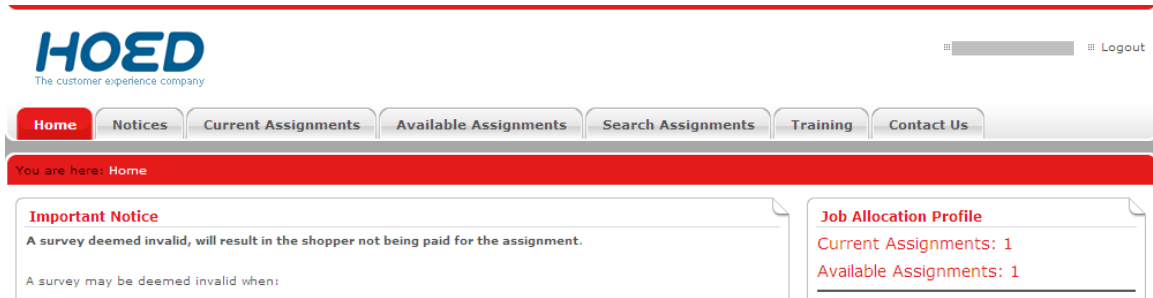 HOED
The customer experience company
Logout
Home Notices Current Assignments Available Assignments Search Assignments Training Contact Us
You are here: Home
Important Notice
A survey deemed invalid, will result in the shopper not being paid for the assignment.
A survey may be deemed invalid when:
Job Allocation Profile
Current Assignments: 1
Available Assignments: 1